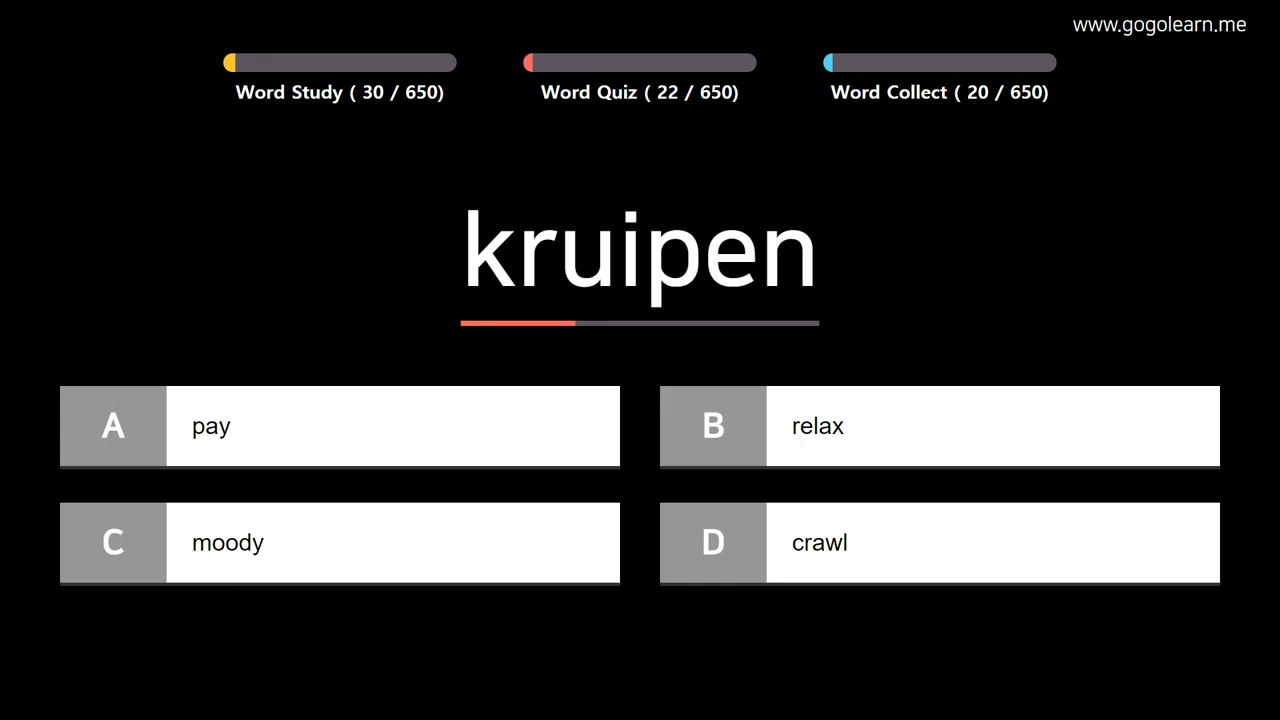 www.gogolearn.me
Word Study ( 30 / 650)
Word Quiz ( 22 / 650)
Word Collect ( 20 / 650)
kruipen
A pay
B relax
C moody
D crawl